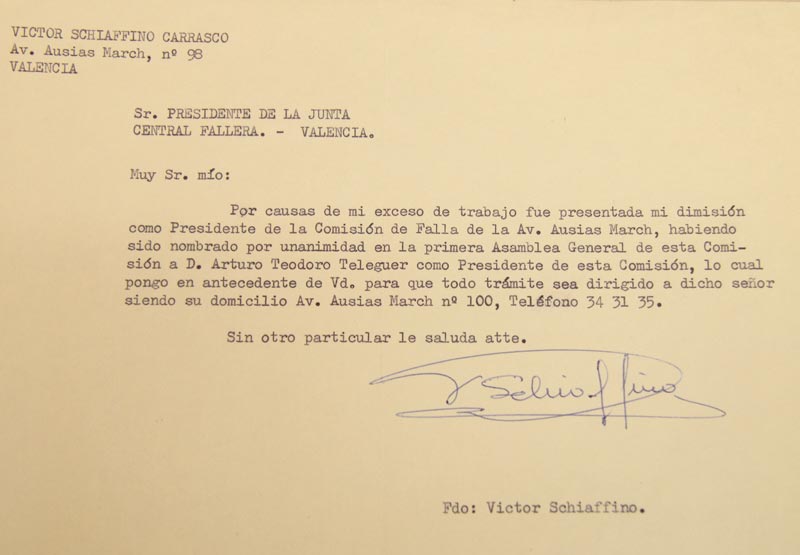 VICTOR SCHIAFFINO CARRASCO
Av. Ausias March, nº 98
VALENCIA
Sr. PRESIDENTE DE LA JUNTA
CENTRAL FALLERA. - VALENCIA.
Muy Sr. mío:
Por causas de mi exceso de trabajo fue presentada mi dimisión
como Presidente de la Comisión de Falla de la Av. Ausias March, habiendo
sido nombrado por unanimidad en la primera Asamblea General de esta Comi-
sión a D. Arturo Teodoro Teleguer como Presidente de esta Comisión, lo cual
pongo en antecedente de Vd. para que todo trámite sea dirigido a dicho señor
siendo su domicilio Av. Ausias March nº 100, Teléfono 34 31 35.
Sin otro particular le saluda atte.
V Schiaffino
Fdo: Victor Schiaffino.